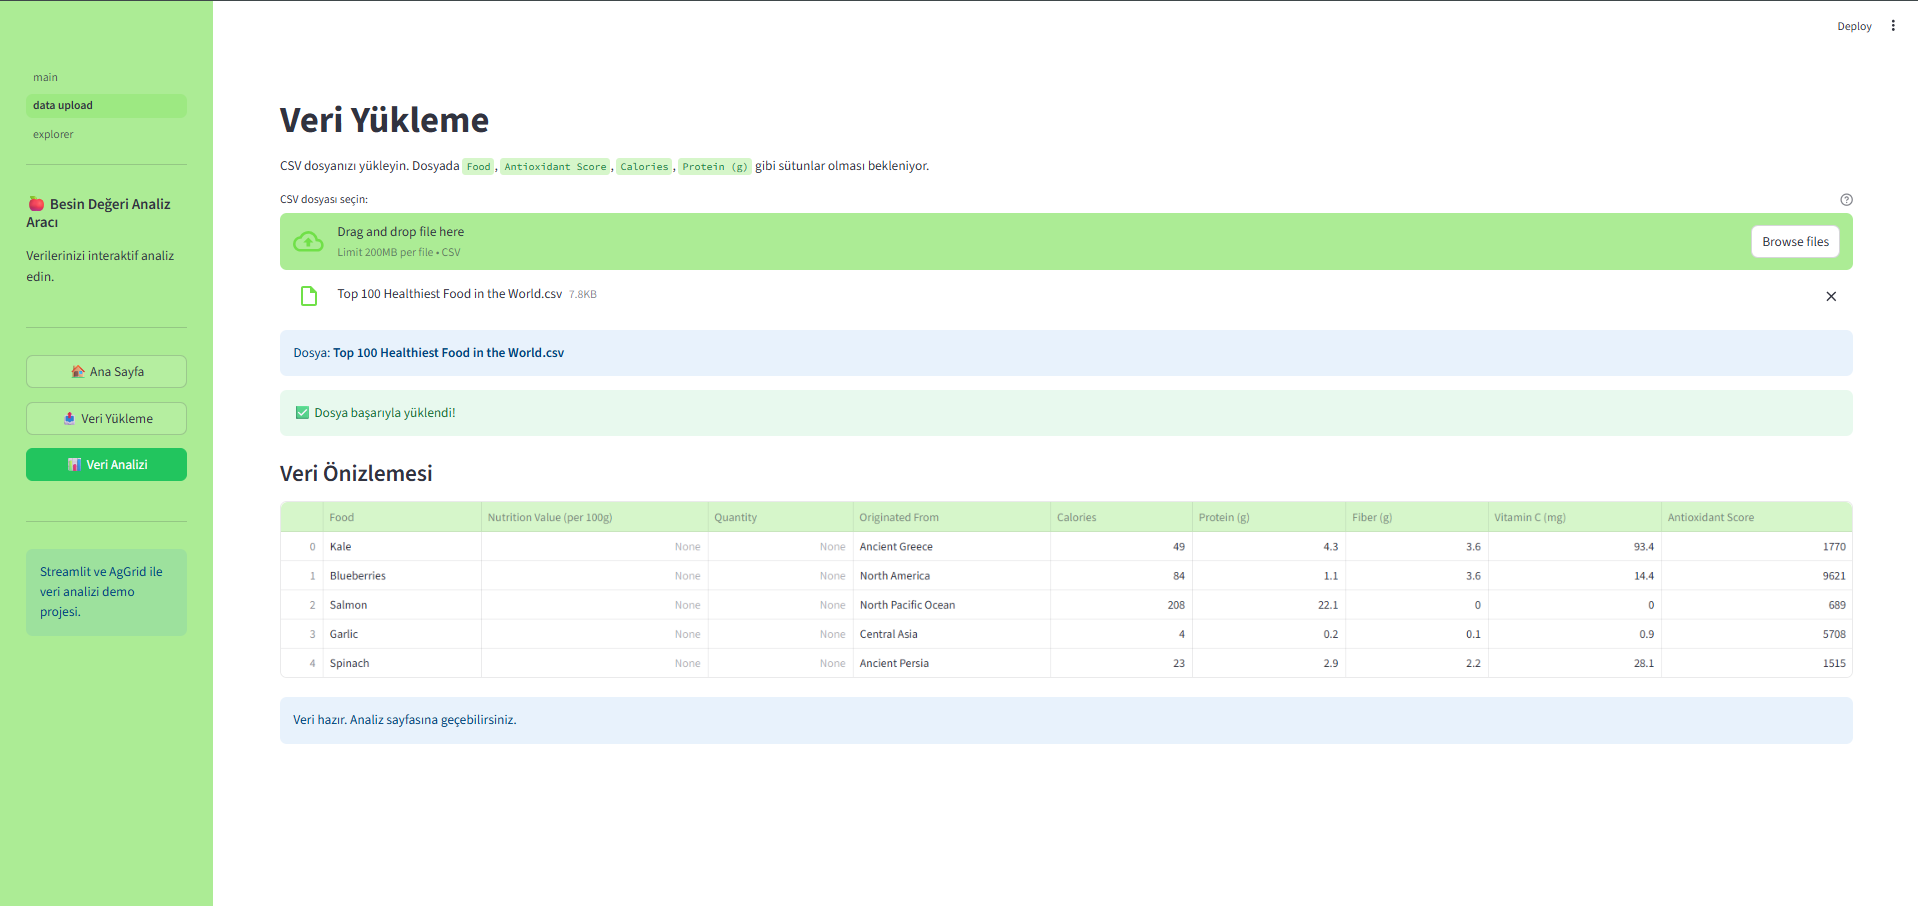 Deploy
main
data upload
explorer
🍎 Besin Değeri Analiz
Aracı
Verilerinizi interaktif analiz
edin.
🏠 Ana Sayfa
📤 Veri Yükleme
📊 Veri Analizi
Streamlit ve AgGrid ile
veri analizi demo
projesi.
Veri Yükleme
CSV dosyanızı yükleyin. Dosyada Food, Antioxidant Score, Calories, Protein (g) gibi sütunlar olması bekleniyor.
CSV dosyası seçin:
Drag and drop file here
Limit 200MB per file • CSV
Browse files
Top 100 Healthiest Food in the World.csv 7.8KB
Dosya: Top 100 Healthiest Food in the World.csv
✅ Dosya başarıyla yüklendi!
Veri Önizlemesi
Food Nutrition Value (per 100g) Quantity Originated From Calories Protein (g) Fiber (g) Vitamin C (mg) Antioxidant Score
0 Kale None None Ancient Greece 49 4.3 3.6 93.4 1770
1 Blueberries None None North America 84 1.1 3.6 14.4 9621
2 Salmon None None North Pacific Ocean 208 22.1 0 0 689
3 Garlic None None Central Asia 4 0.2 0.1 0.9 5708
4 Spinach None None Ancient Persia 23 2.9 2.2 28.1 1515
Veri hazır. Analiz sayfasına geçebilirsiniz.